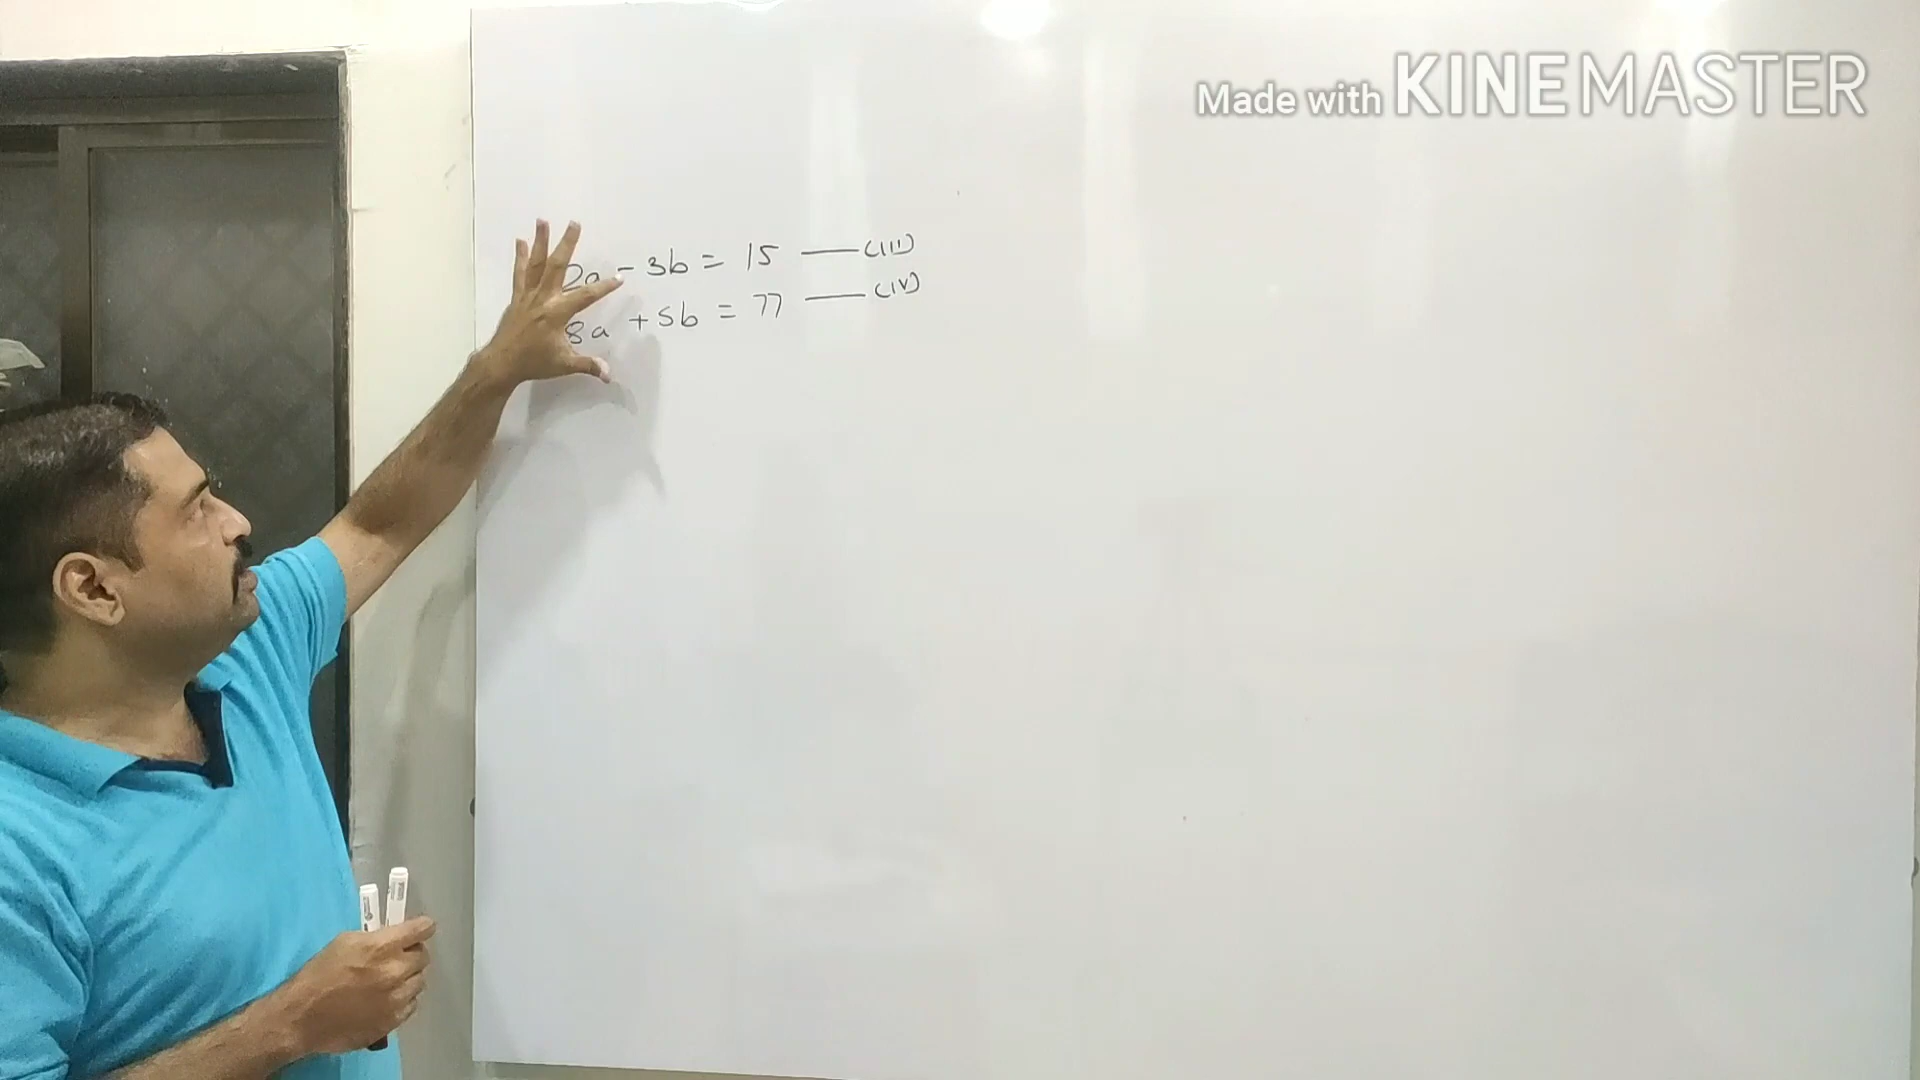 Made with KINEMASTER
2a - 3b = 15 — (III)
8a + 5b = 77 — (IV)